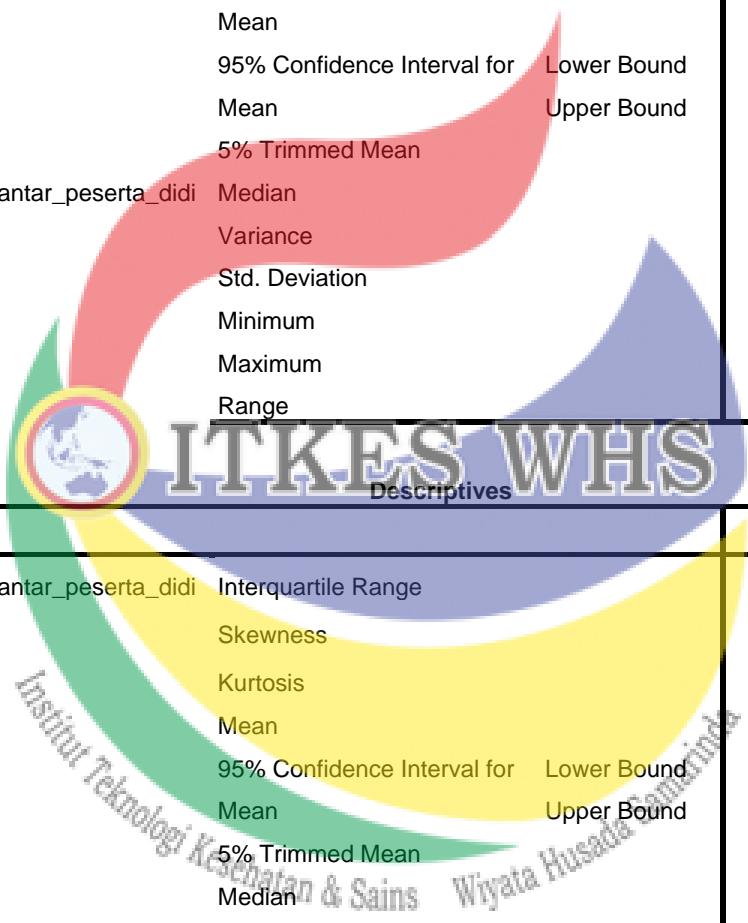 Mean
95% Confidence Interval for Lower Bound
Mean Upper Bound
5% Trimmed Mean
antar_peserta_didi Median
Variance
Std. Deviation
Minimum
Maximum
Range
ITKES WHS
Descriptives
antar_peserta_didi Interquartile Range
Skewness
Kurtosis
Mean
95% Confidence Interval for Lower Bound
Mean Upper Bound
5% Trimmed Mean
Median
Institut Teknologi Kesehatan & Sains Wiyata Husada Samarinda